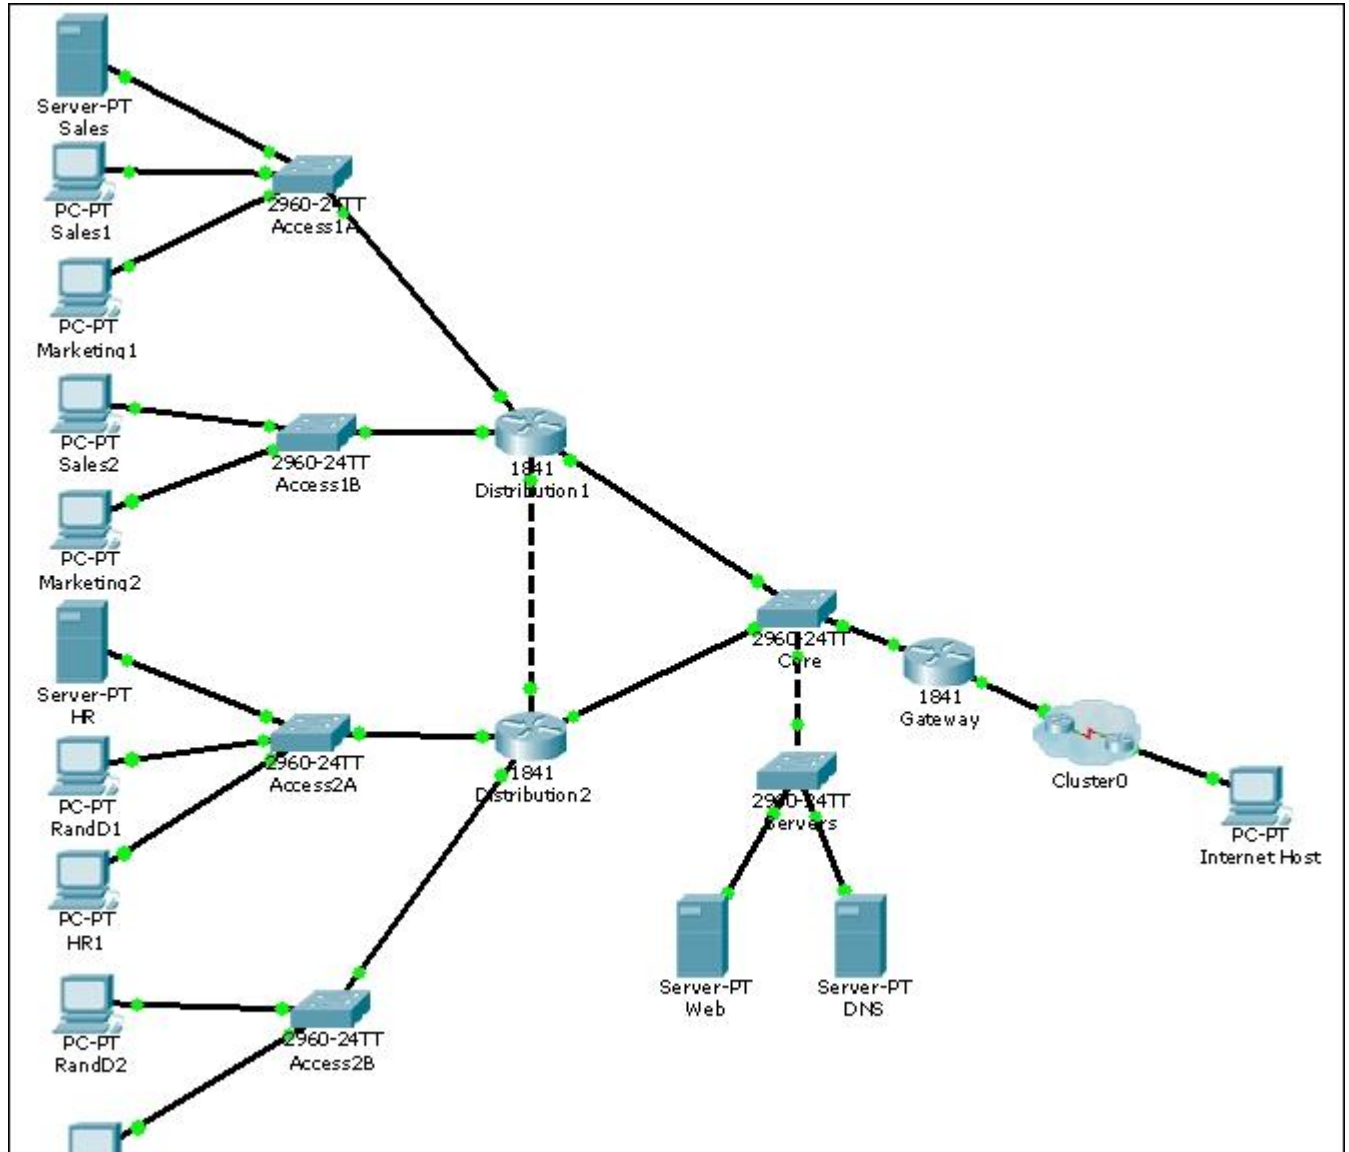 Server-PT
Sales
PC-PT
Sales1
2960-24TT
Access1A
PC-PT
Marketing1
PC-PT
Sales2
2960-24TT
Access1B
1841
Distribution1
PC-PT
Marketing2
Server-PT
HR
2960-24TT
Access2A
1841
Distribution2
2960-24TT
Core
1841
Gateway
Cluster0
PC-PT
Internet Host
PC-PT
RandD1
2960-24TT
Servers
PC-PT
HR1
Server-PT
Web
Server-PT
DNS
PC-PT
RandD2
2960-24TT
Access2B